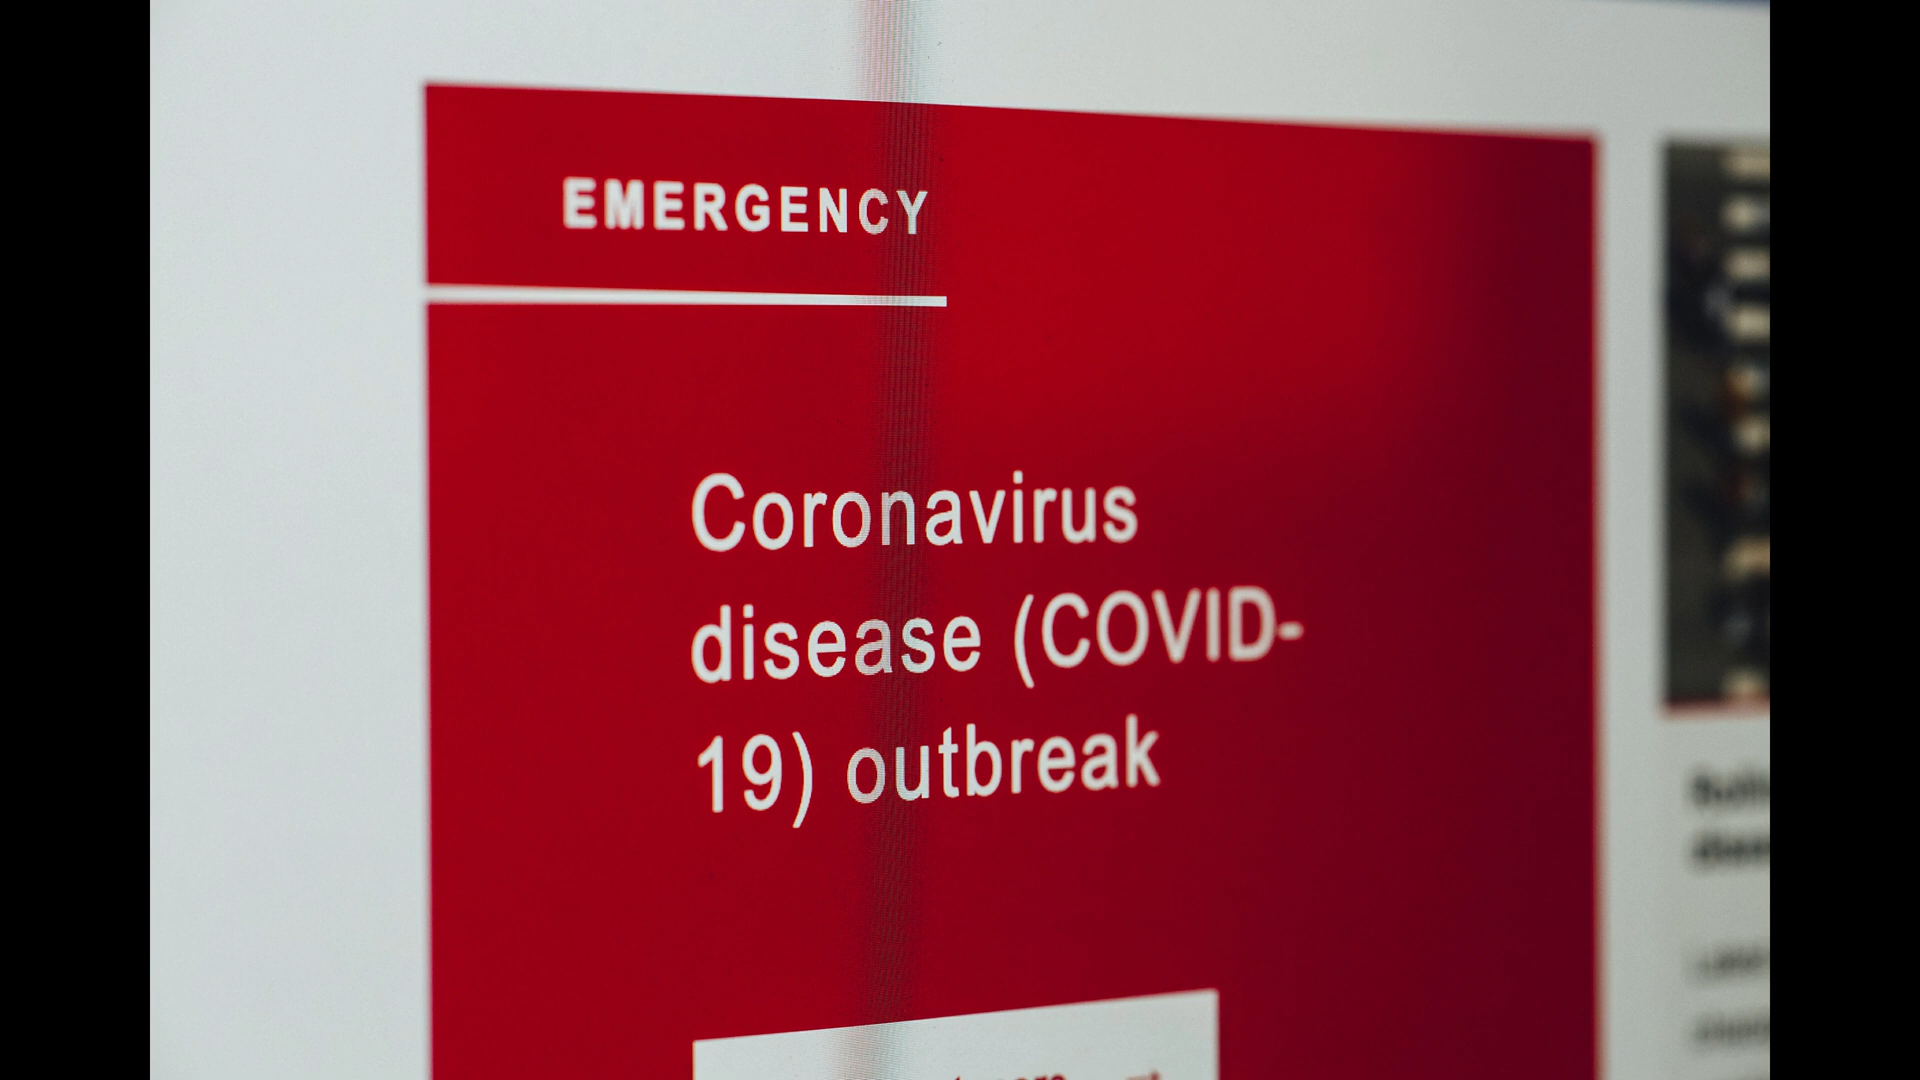 EMERGENCY
Coronavirus
disease (COVID-
19) outbreak